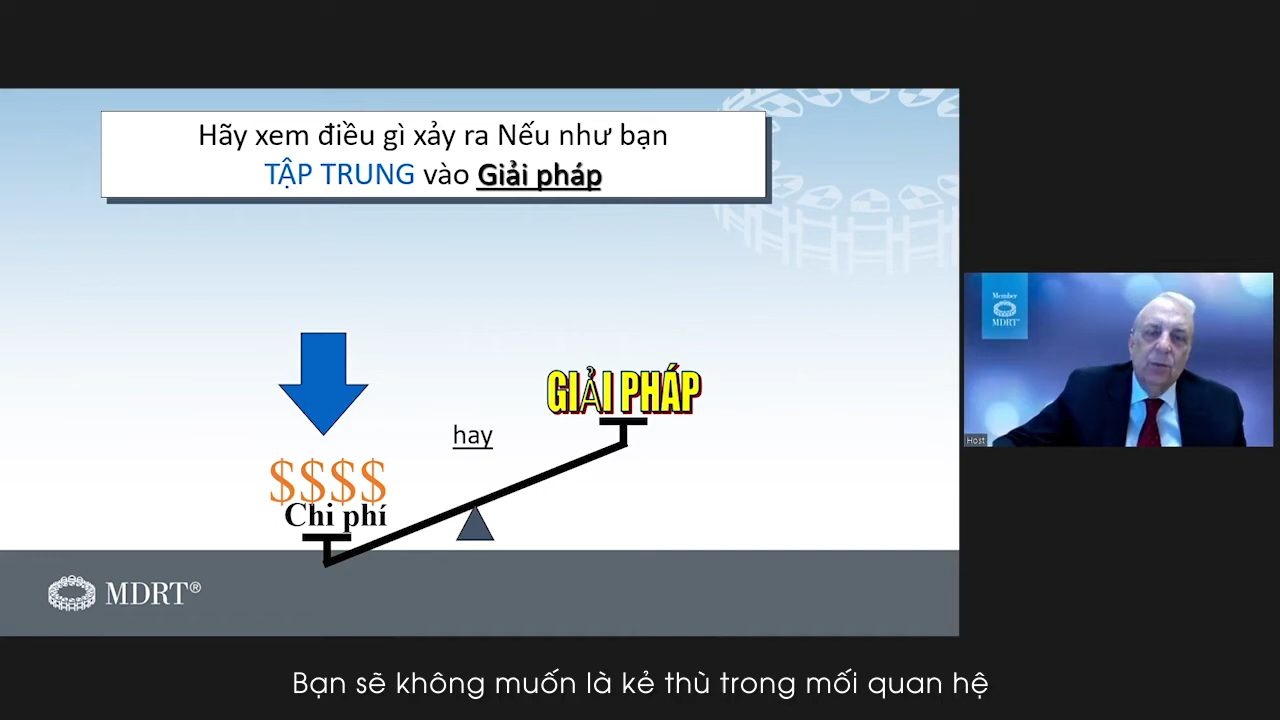 Hãy xem điều gì xảy ra Nếu như bạn
TẬP TRUNG vào Giải pháp
GIẢI PHÁP
hay
$$$$
Chi phí
MDRT®
Member
MDRT®
Host
Bạn sẽ không muốn là kẻ thù trong mối quan hệ